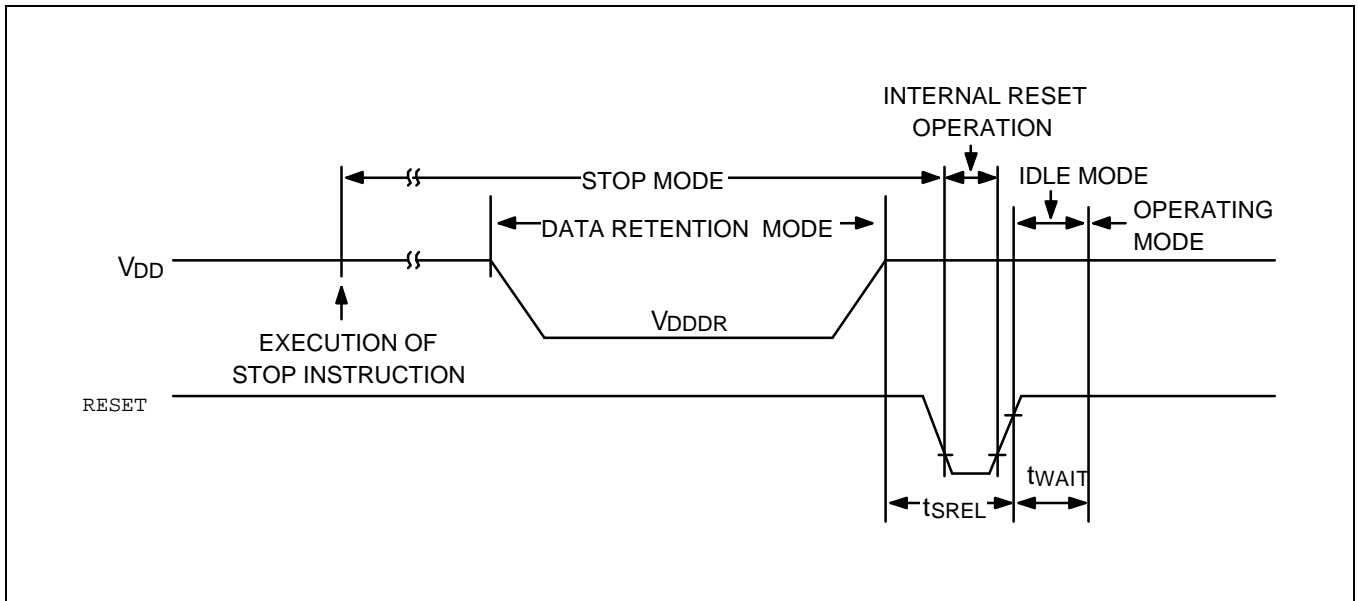 INTERNAL RESET
OPERATION
STOP MODE
IDLE MODE
DATA RETENTION MODE
OPERATING
MODE
VDD
VDDDR
EXECUTION OF
STOP INSTRUCTION
RESET
tWAIT
tSREL